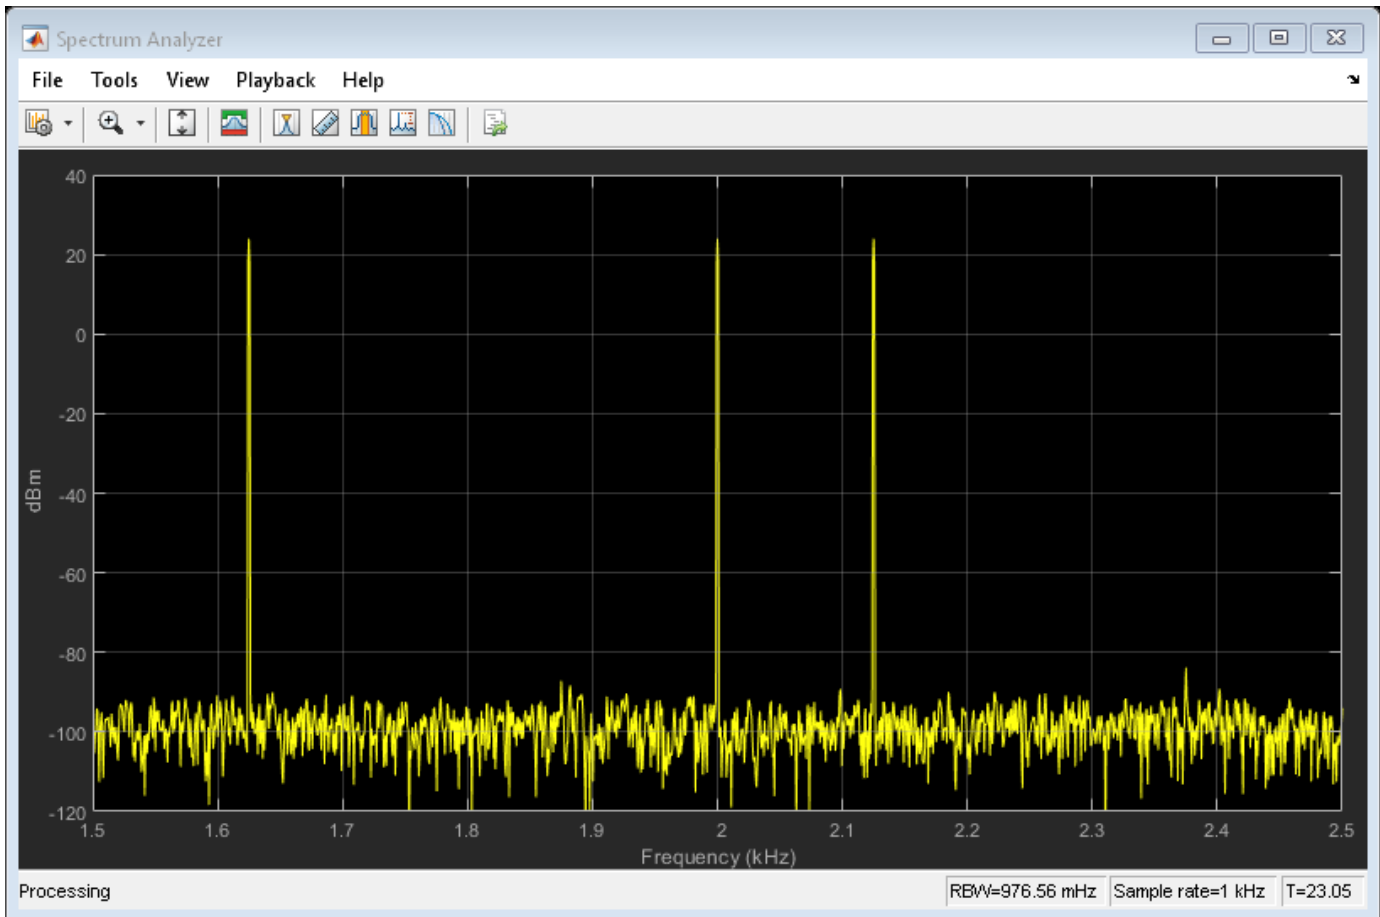 Spectrum Analyzer
File Tools View Playback Help
40
20
0
-20
-40
-60
-80
-100
-120
dBm
1.5 1.6 1.7 1.8 1.9 2 2.1 2.2 2.3 2.4 2.5
Frequency (kHz)
Processing RBW=976.56 mHz Sample rate=1 kHz T=23.05